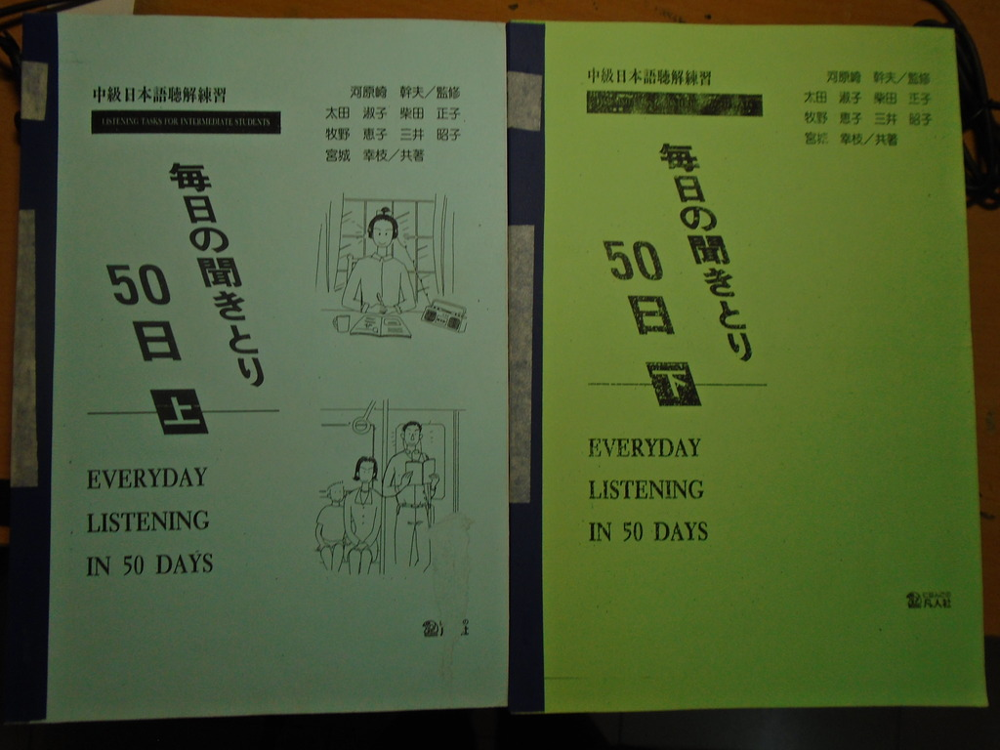 中級日本語聴解練習
LISTENING TASKS FOR INTERMEDIATE STUDENTS
河原崎 幹夫／監修
太田 淑子 柴田 正子
牧野 恵子 三井 昭子
宮城 幸枝／共著
毎日の聞きとり
50日
上
EVERYDAY
LISTENING
IN 50 DAYS
中級日本語聴解練習
河原崎 幹夫／監修
太田 淑子 柴田 正子
牧野 恵子 三井 昭子
宮城 幸枝／共著
毎日の聞きとり
50日
下
EVERYDAY
LISTENING
IN 50 DAYS
凡人社